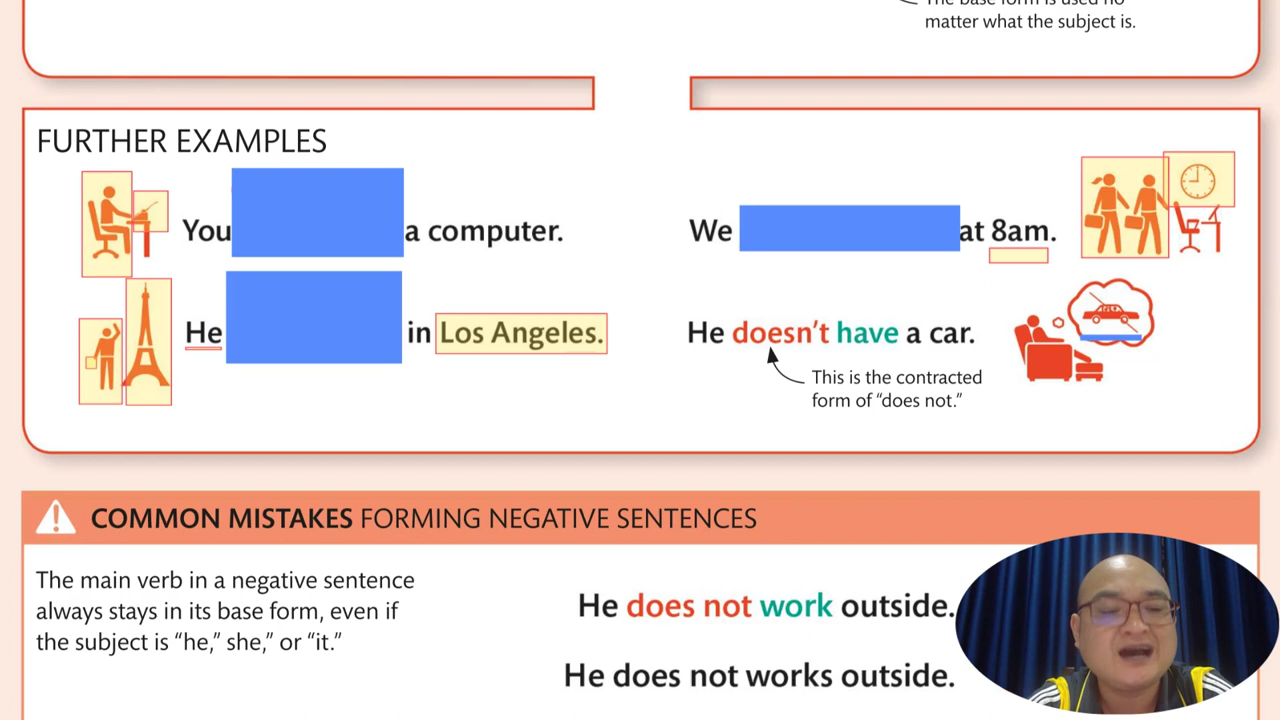 matter what the subject is.
FURTHER EXAMPLES
You a computer.
We at 8am.
He in Los Angeles.
He doesn't have a car.
This is the contracted
form of “does not.”
COMMON MISTAKES FORMING NEGATIVE SENTENCES
The main verb in a negative sentence
always stays in its base form, even if
the subject is “he,” she,” or “it.”
He does not work outside.
He does not works outside.